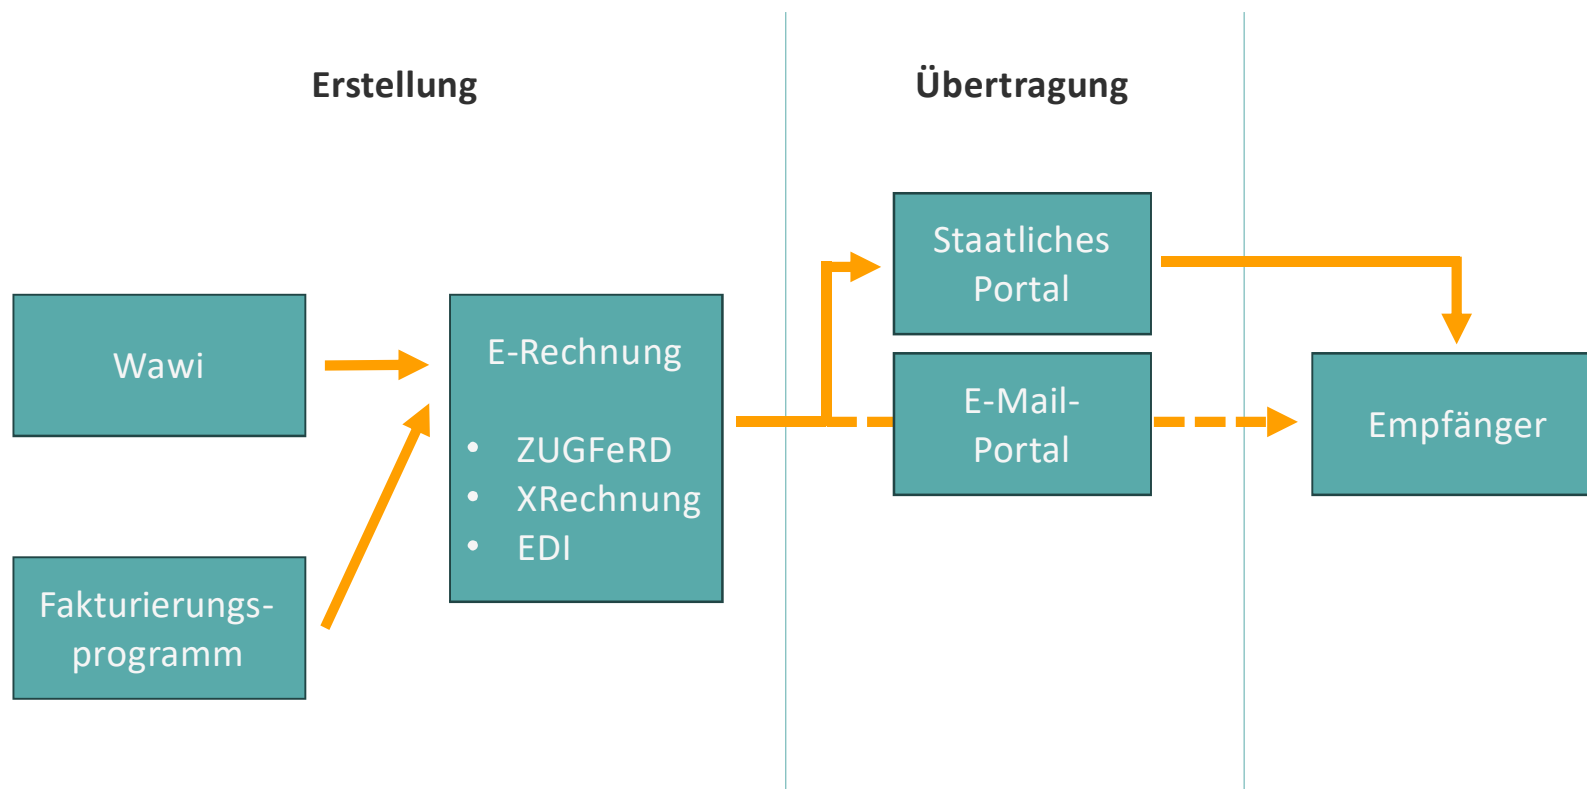 Erstellung
Übertragung
Wawi
Fakturierungs-
programm
E-Rechnung
• ZUGFeRD
• XRechnung
• EDI
Staatliches
Portal
E-Mail-
Portal
Empfänger